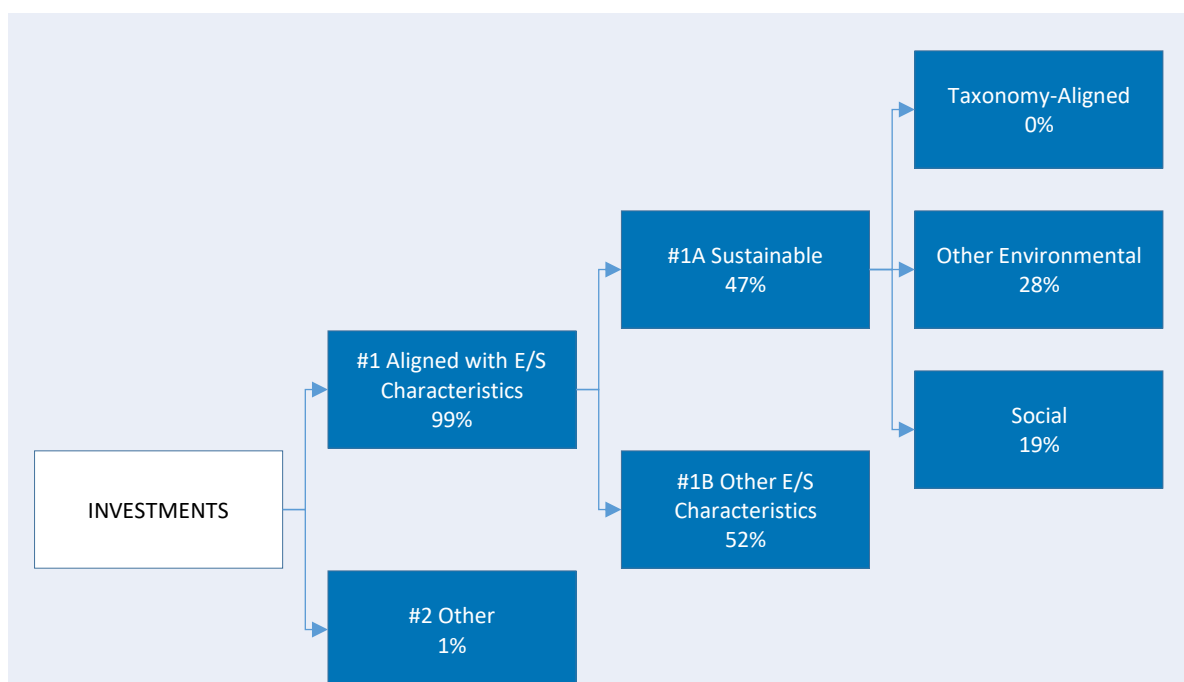 INVESTMENTS
#1 Aligned with E/S
Characteristics
99%
#2 Other
1%
#1A Sustainable
47%
#1B Other E/S
Characteristics
52%
Taxonomy-Aligned
0%
Other Environmental
28%
Social
19%